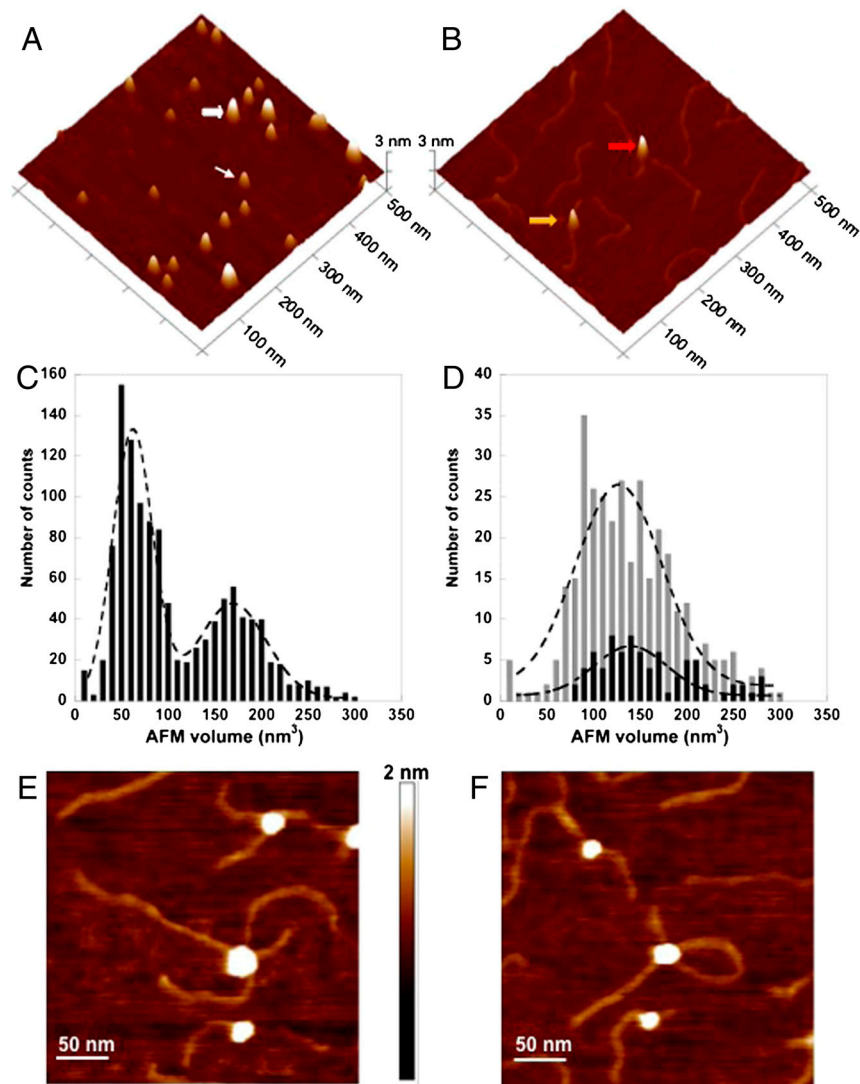 A
3 nm
500 nm
400 nm
300 nm
200 nm
100 nm
B
3 nm
500 nm
400 nm
300 nm
200 nm
100 nm
C
160
140
120
100
80
60
40
20
0
Number of counts
0 50 100 150 200 250 300 350
AFM volume (nm³)
D
40
35
30
25
20
15
10
5
0
Number of counts
0 50 100 150 200 250 300 350
AFM volume (nm³)
E
50 nm
2 nm
F
50 nm